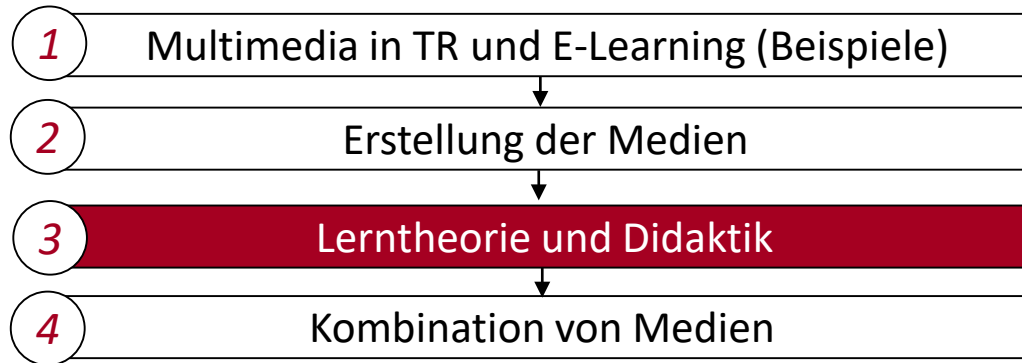 1 Multimedia in TR und E-Learning (Beispiele)
2 Erstellung der Medien
3 Lerntheorie und Didaktik
4 Kombination von Medien